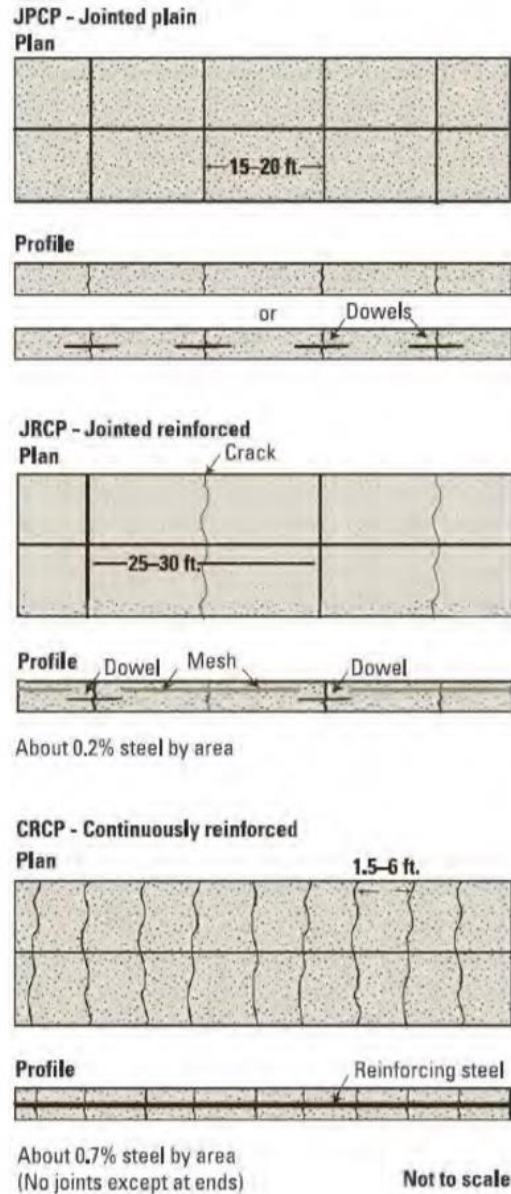 JPCP - Jointed plain
Plan
15–20 ft.
Profile
or
Dowels
JRCP - Jointed reinforced
Plan
Crack
25–30 ft.
Profile
Dowel
Mesh
Dowel
About 0.2% steel by area
CRCP - Continuously reinforced
Plan
1.5–6 ft.
Profile
Reinforcing steel
About 0.7% steel by area
(No joints except at ends)
Not to scale